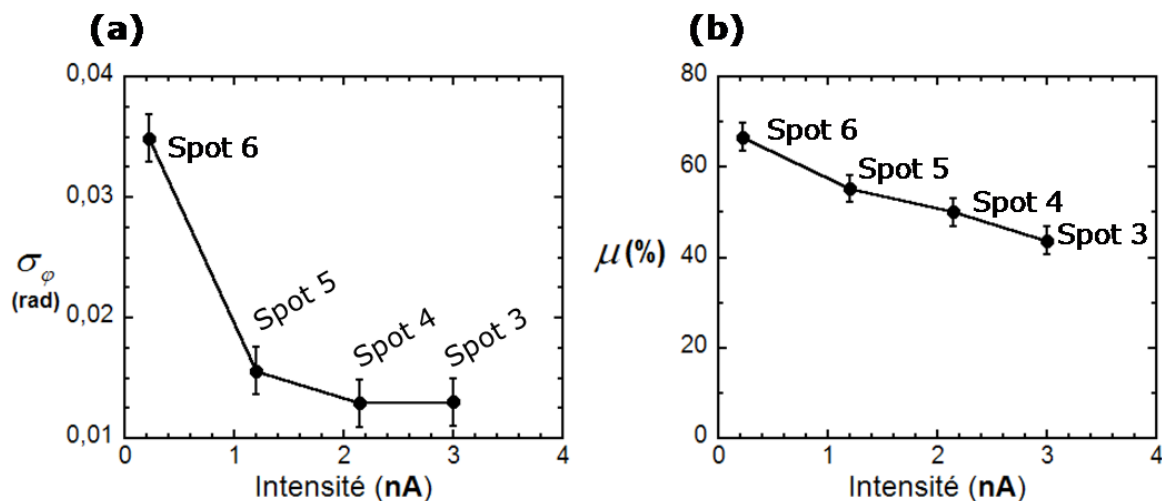 (a)
0,04
0,03
0,02
0,01
σφ
(rad)
Spot 6
Spot 5
Spot 4
Spot 3
0 1 2 3 4
Intensité (nA)
(b)
80
60
40
20
0
μ(%)
Spot 6
Spot 5
Spot 4
Spot 3
0 1 2 3 4
Intensité (nA)